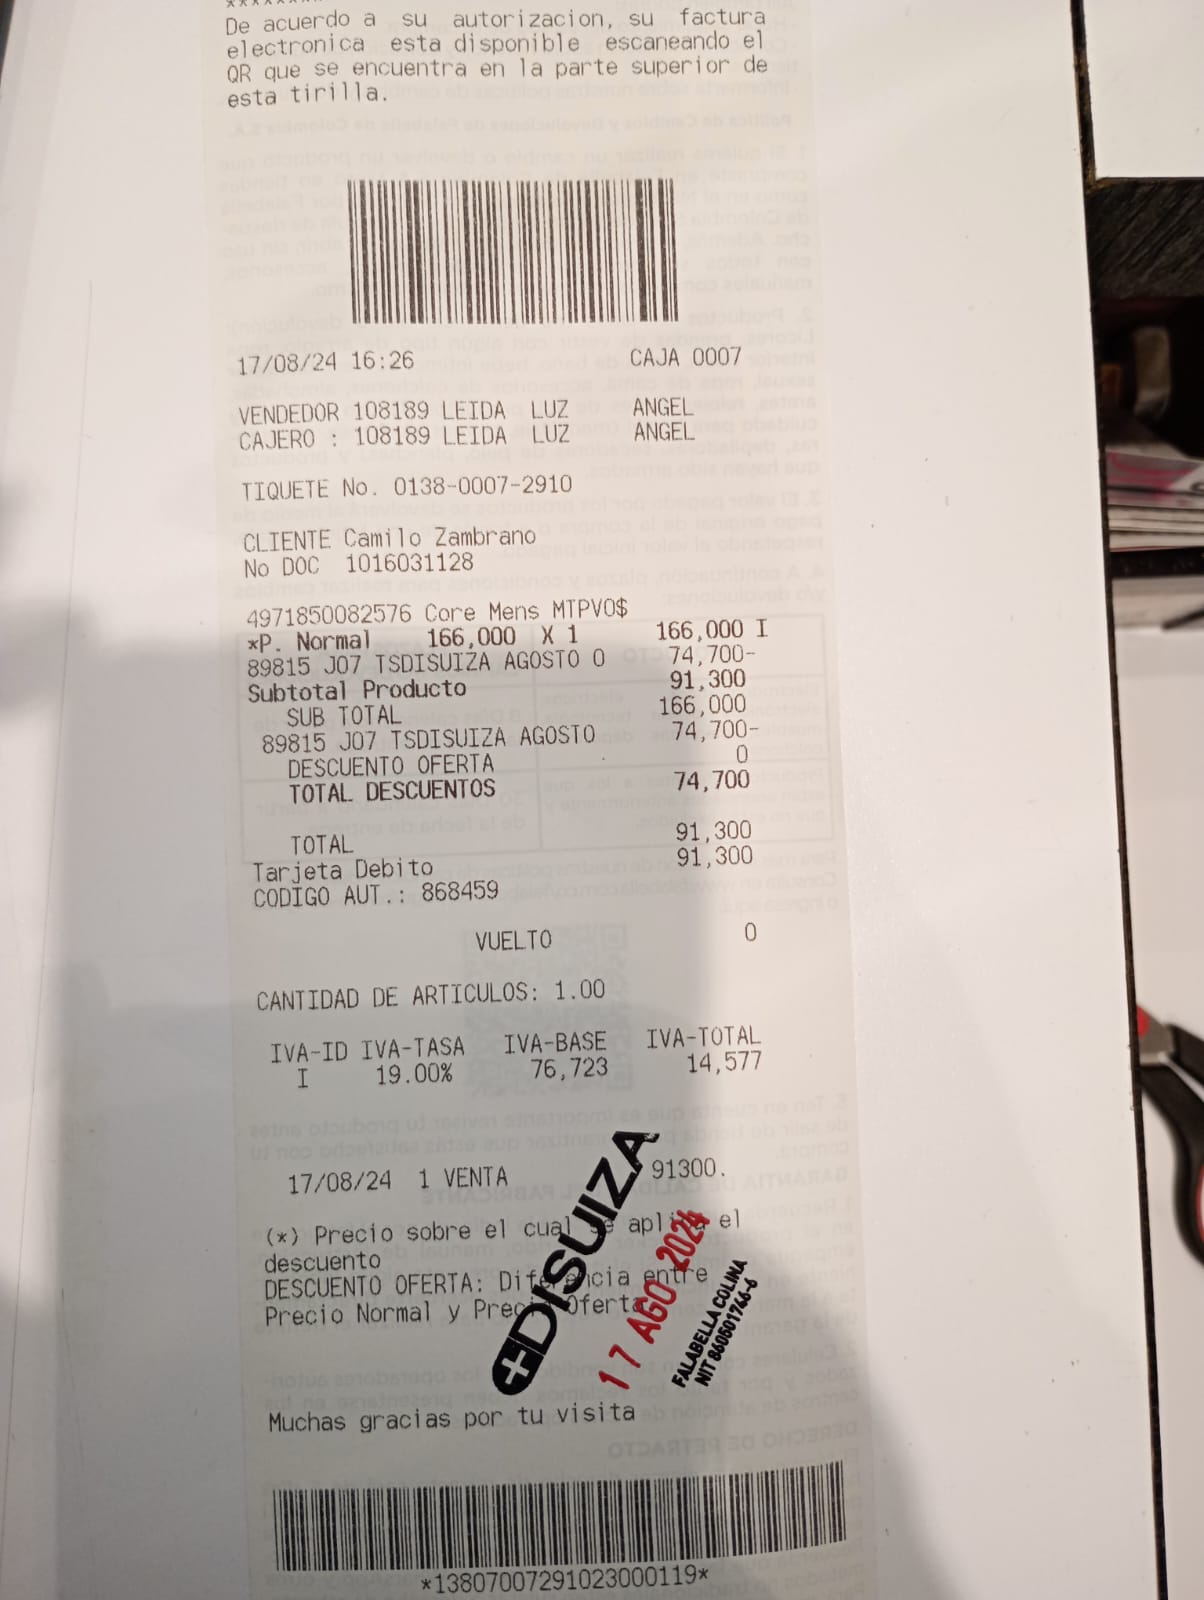 De acuerdo a su autorizacion, su factura
electronica esta disponible escaneando el
QR que se encuentra en la parte superior de
esta tirilla.
17/08/24 16:26 CAJA 0007
VENDEDOR 108189 LEIDA LUZ ANGEL
CAJERO : 108189 LEIDA LUZ ANGEL
TIQUETE No. 0138-0007-2910
CLIENTE Camilo Zambrano
No DOC 1016031128
4971850082576 Core Mens MTPVO$
*P. Normal 166,000 X 1 166,000 I
89815 J07 TSDISUIZA AGOSTO 0 74,700-
Subtotal Producto 91,300
SUB TOTAL 166,000
89815 J07 TSDISUIZA AGOSTO 74,700-
DESCUENTO OFERTA 0
TOTAL DESCUENTOS 74,700
TOTAL 91,300
Tarjeta Debito 91,300
CODIGO AUT.: 868459
VUELTO 0
CANTIDAD DE ARTICULOS: 1.00
IVA-ID IVA-TASA IVA-BASE IVA-TOTAL
I 19.00% 76,723 14,577
17/08/24 1 VENTA 91300.
(*) Precio sobre el cual se aplica el
descuento
DESCUENTO OFERTA: Diferencia entre
Precio Normal y Precio Oferta
DISUIZA
17 AGO 2024
FALABELLA COLINA
NIT 860501766-6
Muchas gracias por tu visita
*13807007291023000119*